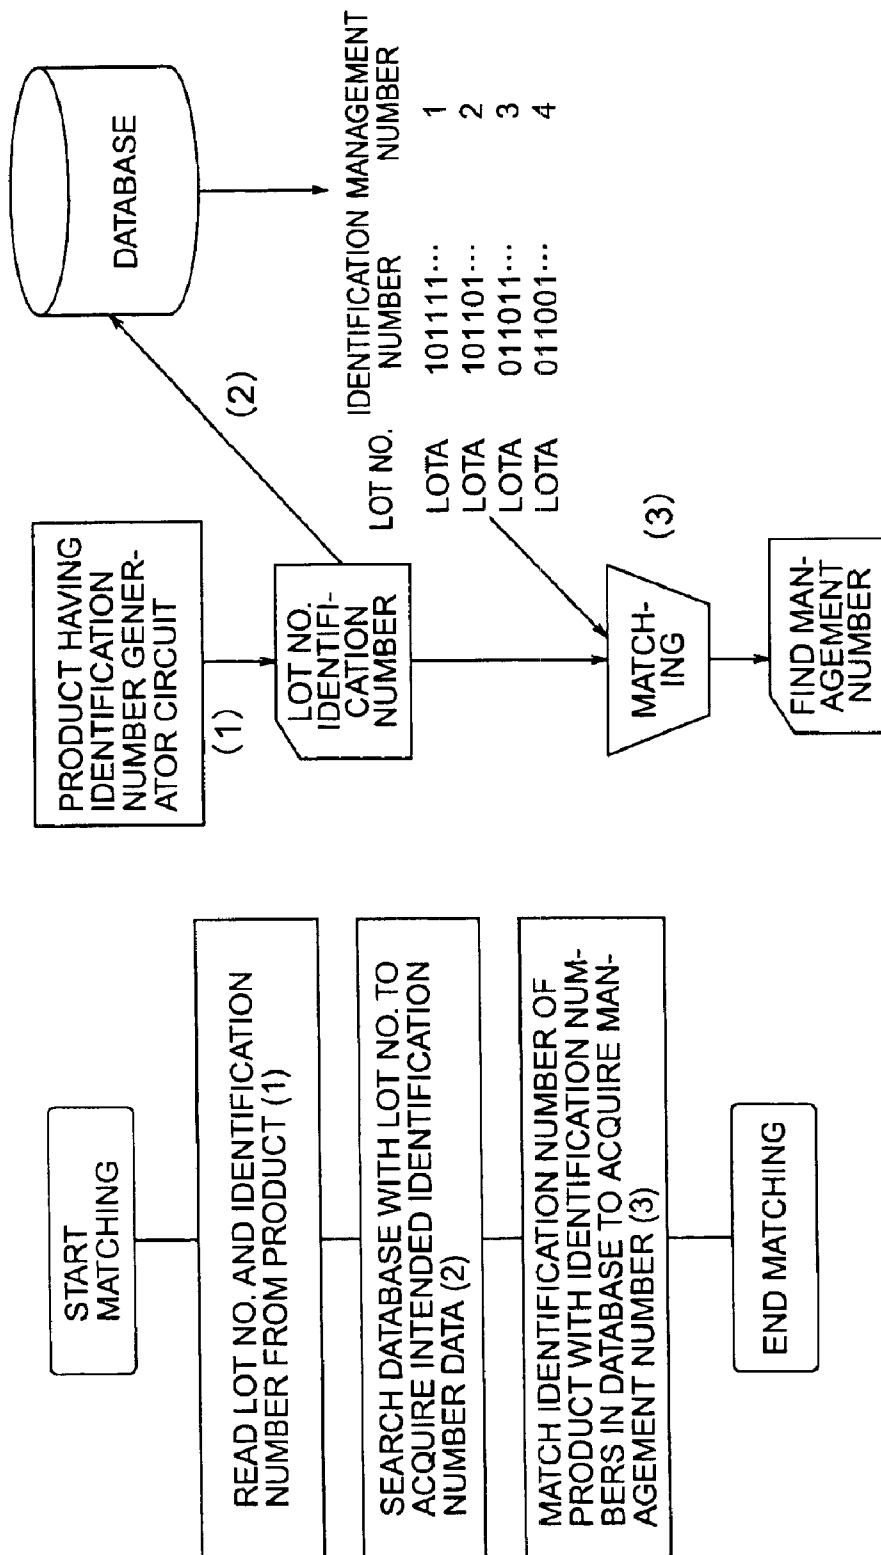 START
MATCHING
READ LOT NO. AND IDENTIFICATION
NUMBER FROM PRODUCT (1)
SEARCH DATABASE WITH LOT NO. TO
ACQUIRE INTENDED IDENTIFICATION
NUMBER DATA (2)
MATCH IDENTIFICATION NUMBER OF
PRODUCT WITH IDENTIFICATION NUM-
BERS IN DATABASE TO ACQUIRE MAN-
AGEMENT NUMBER (3)
END MATCHING
PRODUCT HAVING
IDENTIFICATION
NUMBER GENER-
ATOR CIRCUIT
(1)
LOT NO.
IDENTIFI-
CATION
NUMBER
(2)
DATABASE
LOT NO. IDENTIFICATION NUMBER MANAGEMENT NUMBER
LOTA 101111··· 1
LOTA 101101··· 2
LOTA 011011··· 3
LOTA 011001··· 4
MATCH-
ING
(3)
FIND MAN-
AGEMENT
NUMBER